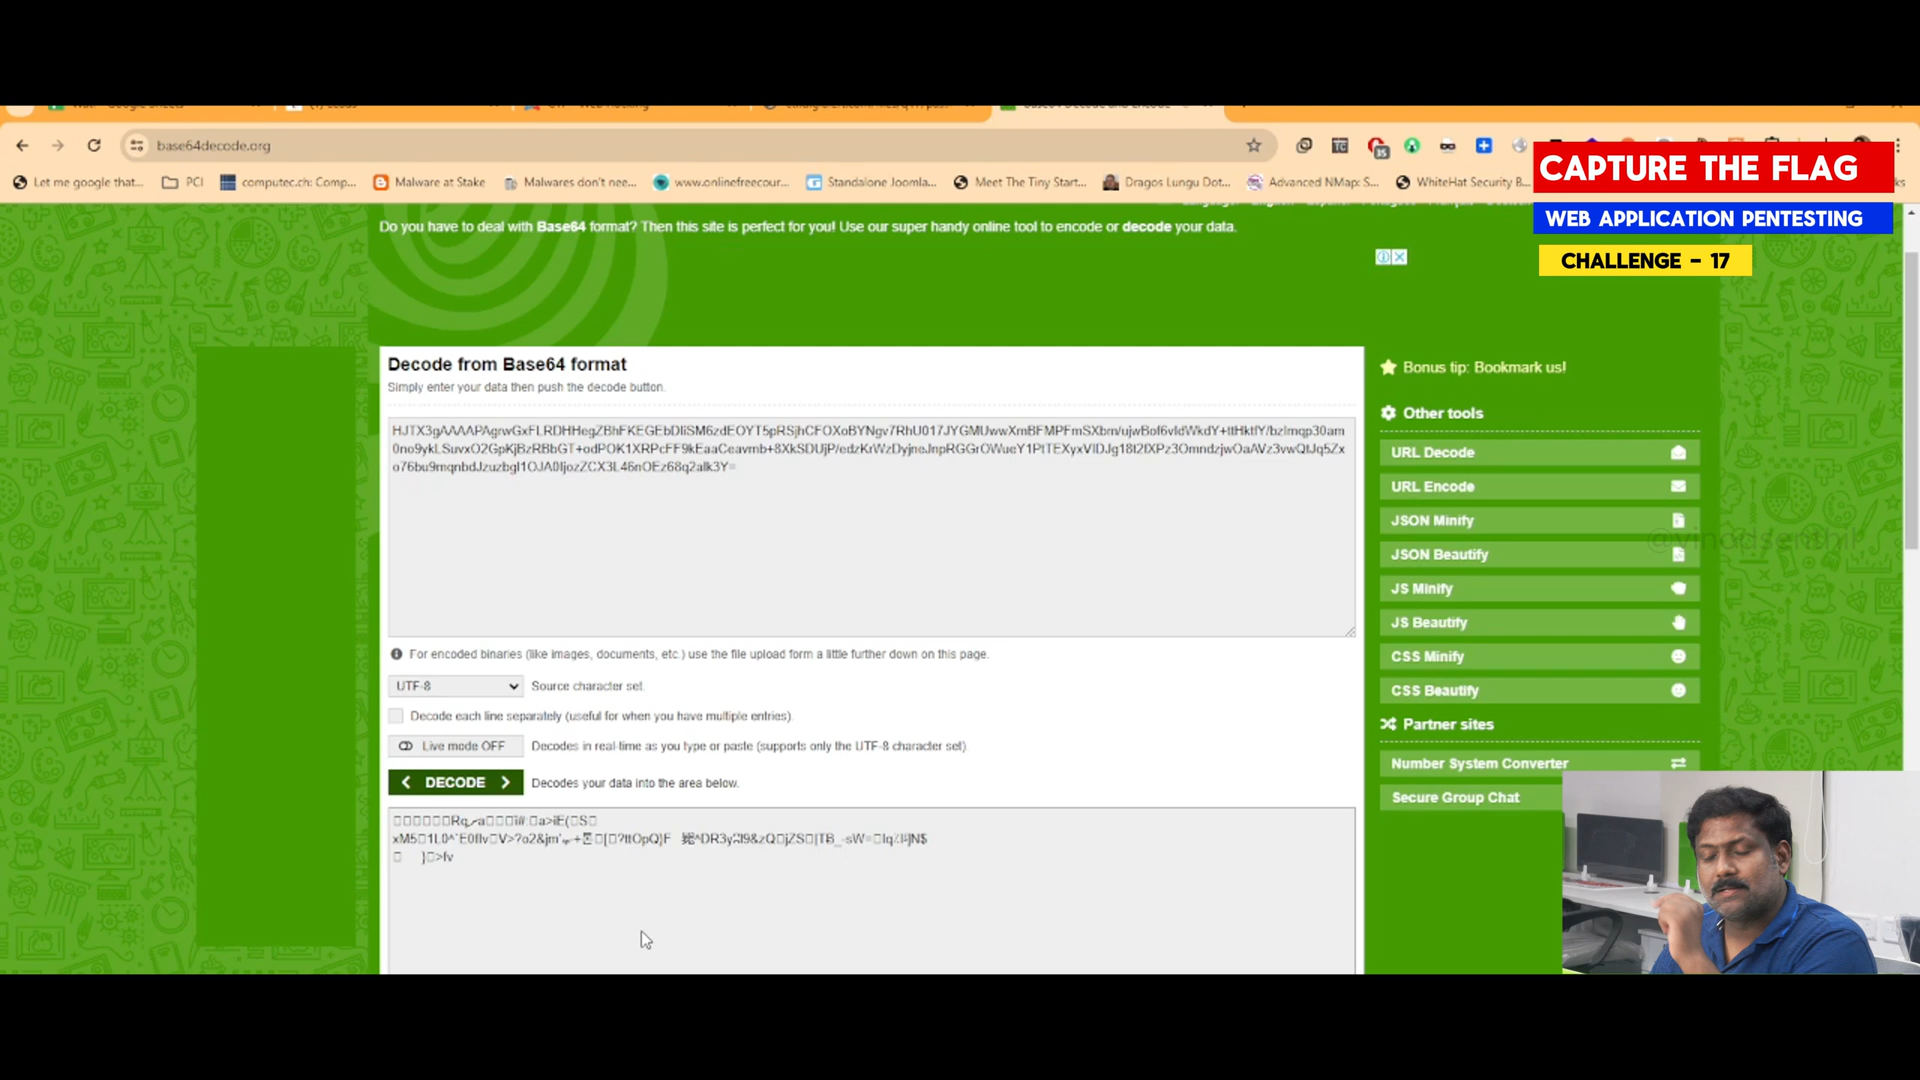 base64decode.org
Let me google that...
PCI
computec.ch: Comp...
Malware at Stake
Malwares don't nee...
www.onlinefreecour...
Standalone Joomla...
Meet The Tiny Start...
Dragos Lungu Dot...
Advanced NMap: S...
WhiteHat Security B...
CAPTURE THE FLAG
WEB APPLICATION PENTESTING
CHALLENGE - 17
Do you have to deal with Base64 format? Then this site is perfect for you! Use our super handy online tool to encode or decode your data.
Decode from Base64 format
Simply enter your data then push the decode button.
For encoded binaries (like images, documents, etc.) use the file upload form a little further down on this page.
UTF-8
Source character set.
Decode each line separately (useful for when you have multiple entries).
Live mode OFF
Decodes in real-time as you type or paste (supports only the UTF-8 character set).
DECODE
Decodes your data into the area below.
Bonus tip: Bookmark us!
Other tools
URL Decode
URL Encode
JSON Minify
JSON Beautify
JS Minify
JS Beautify
CSS Minify
CSS Beautify
Partner sites
Number System Converter
Secure Group Chat